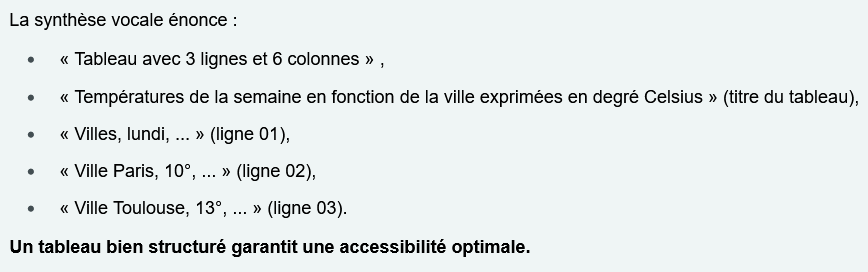 La synthèse vocale énonce :
• « Tableau avec 3 lignes et 6 colonnes » ,
• « Températures de la semaine en fonction de la ville exprimées en degré Celsius » (titre du tableau),
• « Villes, lundi, ... » (ligne 01),
• « Ville Paris, 10°, ... » (ligne 02),
• « Ville Toulouse, 13°, ... » (ligne 03).
Un tableau bien structuré garantit une accessibilité optimale.